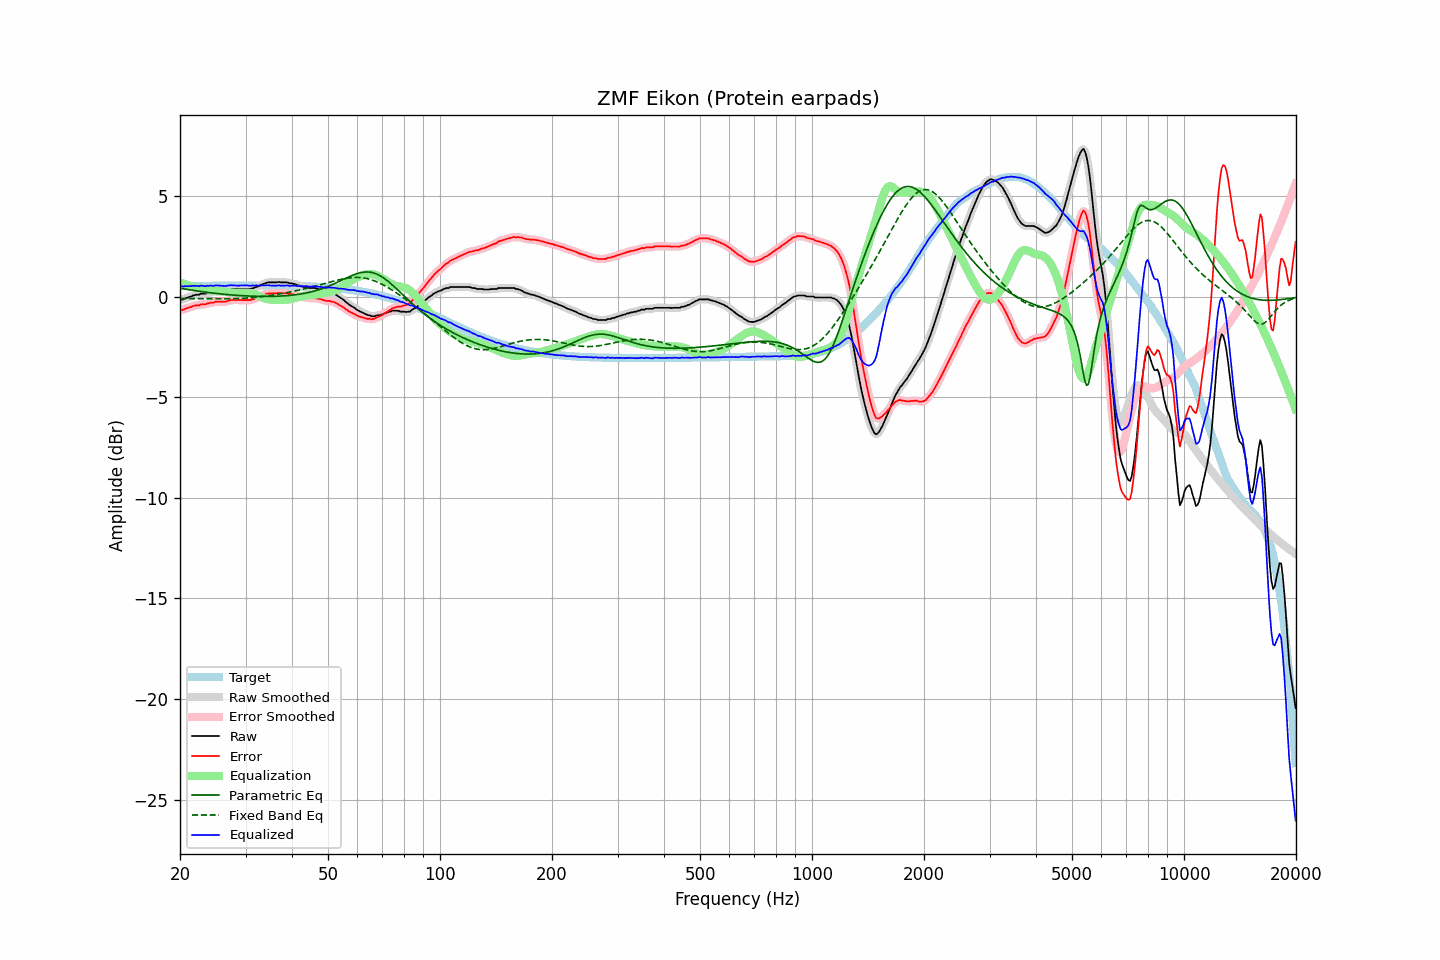 ZMF Eikon (Protein earpads)
Amplitude (dBr)
5
0
−5
−10
−15
−20
−25
Target
Raw Smoothed
Error Smoothed
Raw
Error
Equalization
Parametric Eq
Fixed Band Eq
Equalized
20 50 100 200 500 1000 2000 5000 10000 20000
Frequency (Hz)